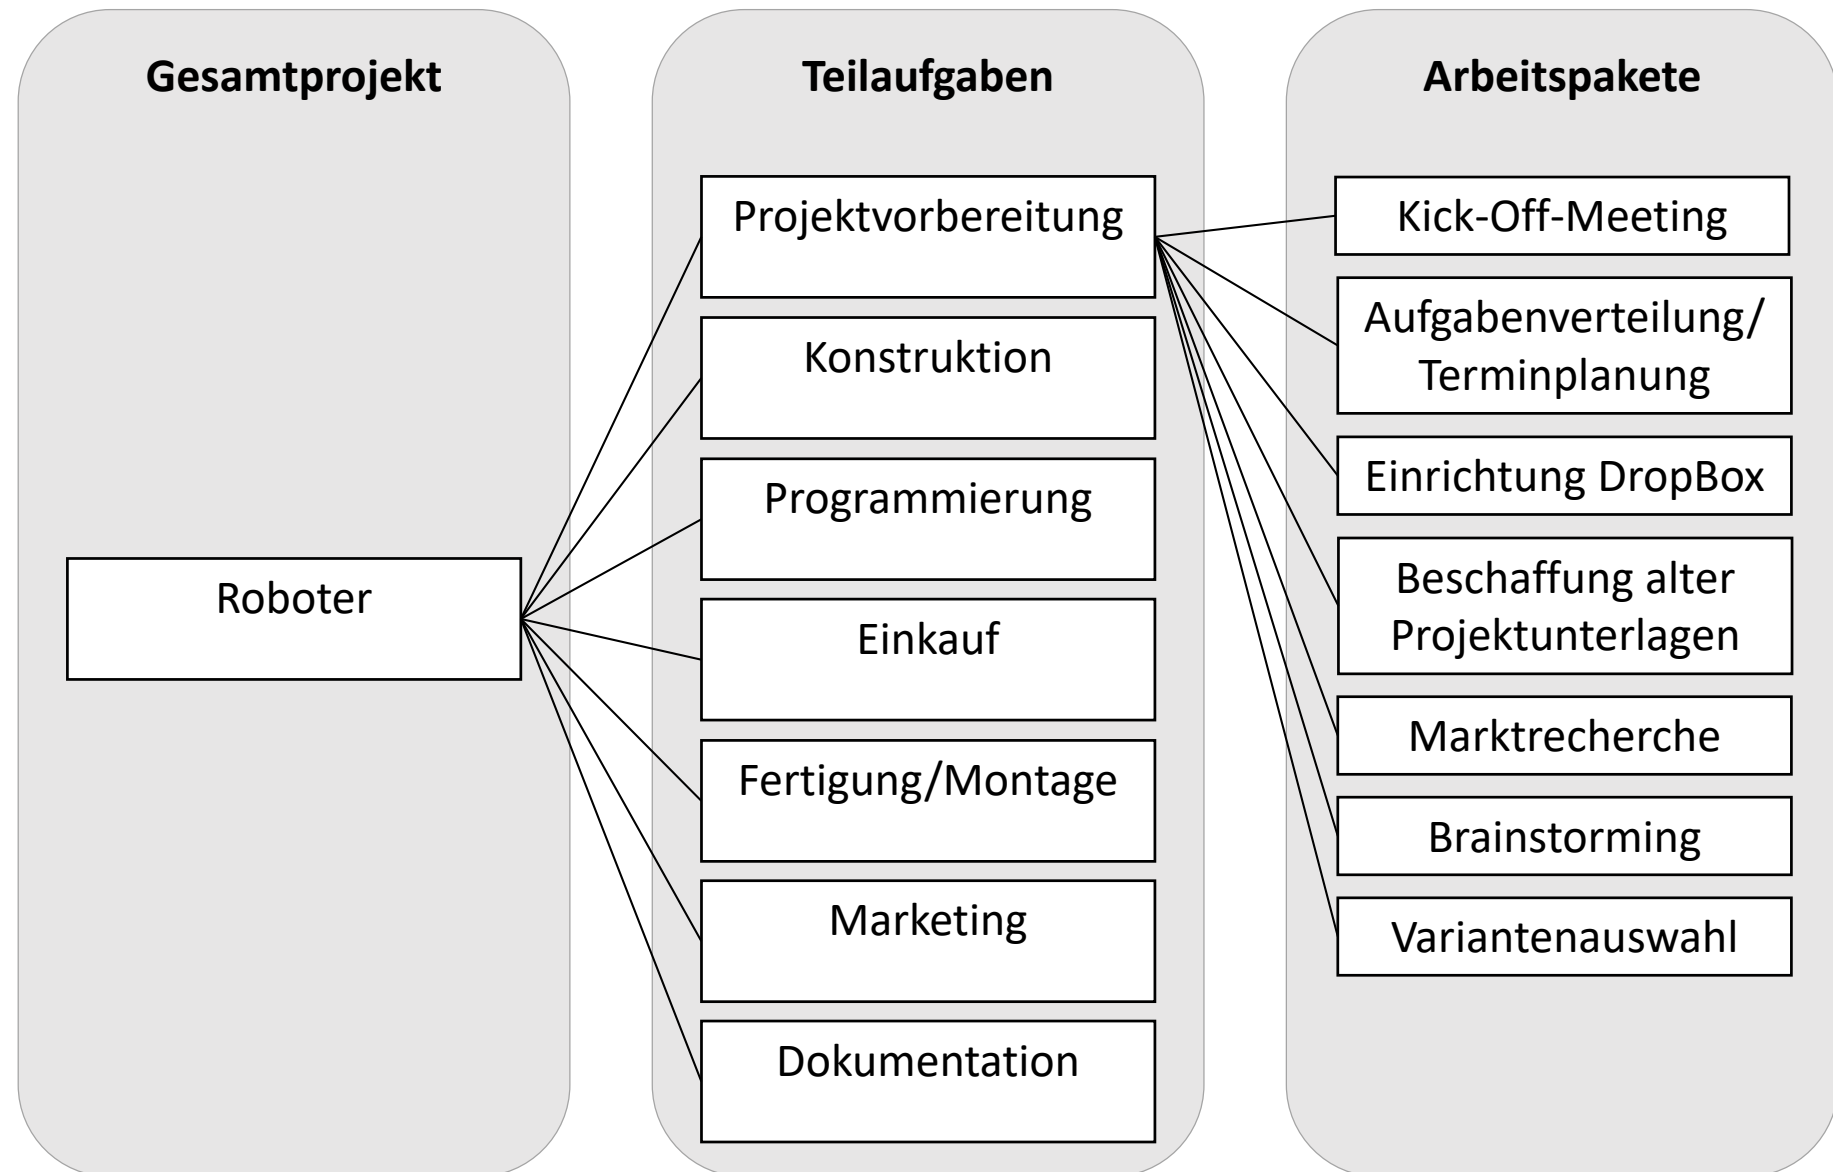 Gesamtprojekt
Roboter
Teilaufgaben
Projektvorbereitung
Konstruktion
Programmierung
Einkauf
Fertigung/Montage
Marketing
Dokumentation
Arbeitspakete
Kick-Off-Meeting
Aufgabenverteilung/
Terminplanung
Einrichtung DropBox
Beschaffung alter
Projektunterlagen
Marktrecherche
Brainstorming
Variantenauswahl